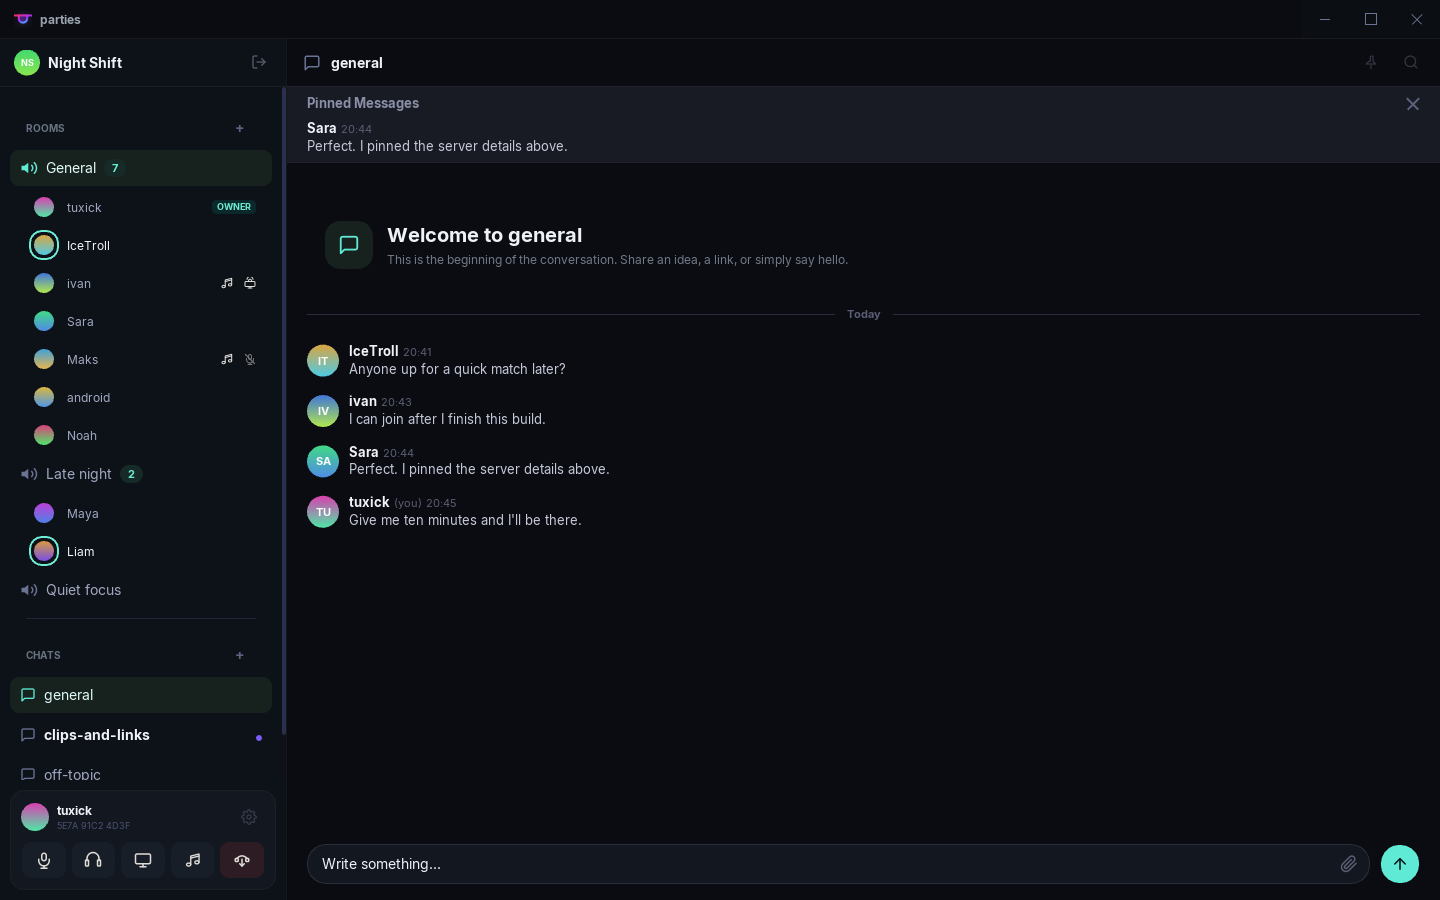 parties
NS Night Shift
general
Pinned Messages
Sara 20:44
Perfect. I pinned the server details above.
ROOMS +
General 7
tuxick OWNER
IceTroll
ivan
Sara
Maks
android
Noah
Late night 2
Maya
Liam
Quiet focus
CHATS +
general
clips-and-links
off-topic
tuxick
5E7A 91C2 4D3F
Welcome to general
This is the beginning of the conversation. Share an idea, a link, or simply say hello.
Today
IT IceTroll 20:41
Anyone up for a quick match later?
IV ivan 20:43
I can join after I finish this build.
SA Sara 20:44
Perfect. I pinned the server details above.
TU tuxick (you) 20:45
Give me ten minutes and I'll be there.
Write something...